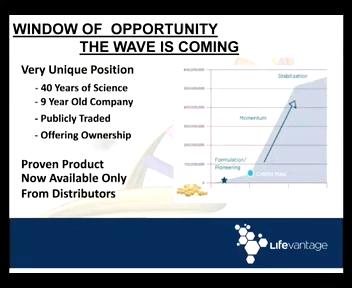 WINDOW OF OPPORTUNITY
THE WAVE IS COMING
Very Unique Position
- 40 Years of Science
- 9 Year Old Company
- Publicly Traded
- Offering Ownership
Proven Product
Now Available Only
From Distributors
Stabilization
Momentum
Formulation/
Pioneering
Lifevantage